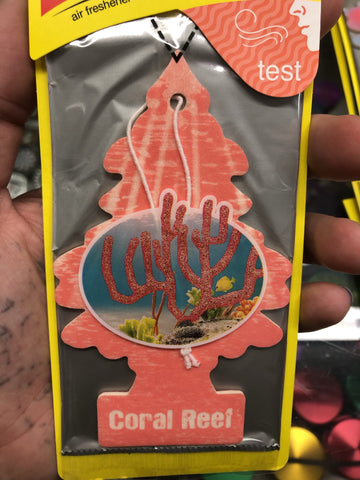 air freshener
test
Coral Reef